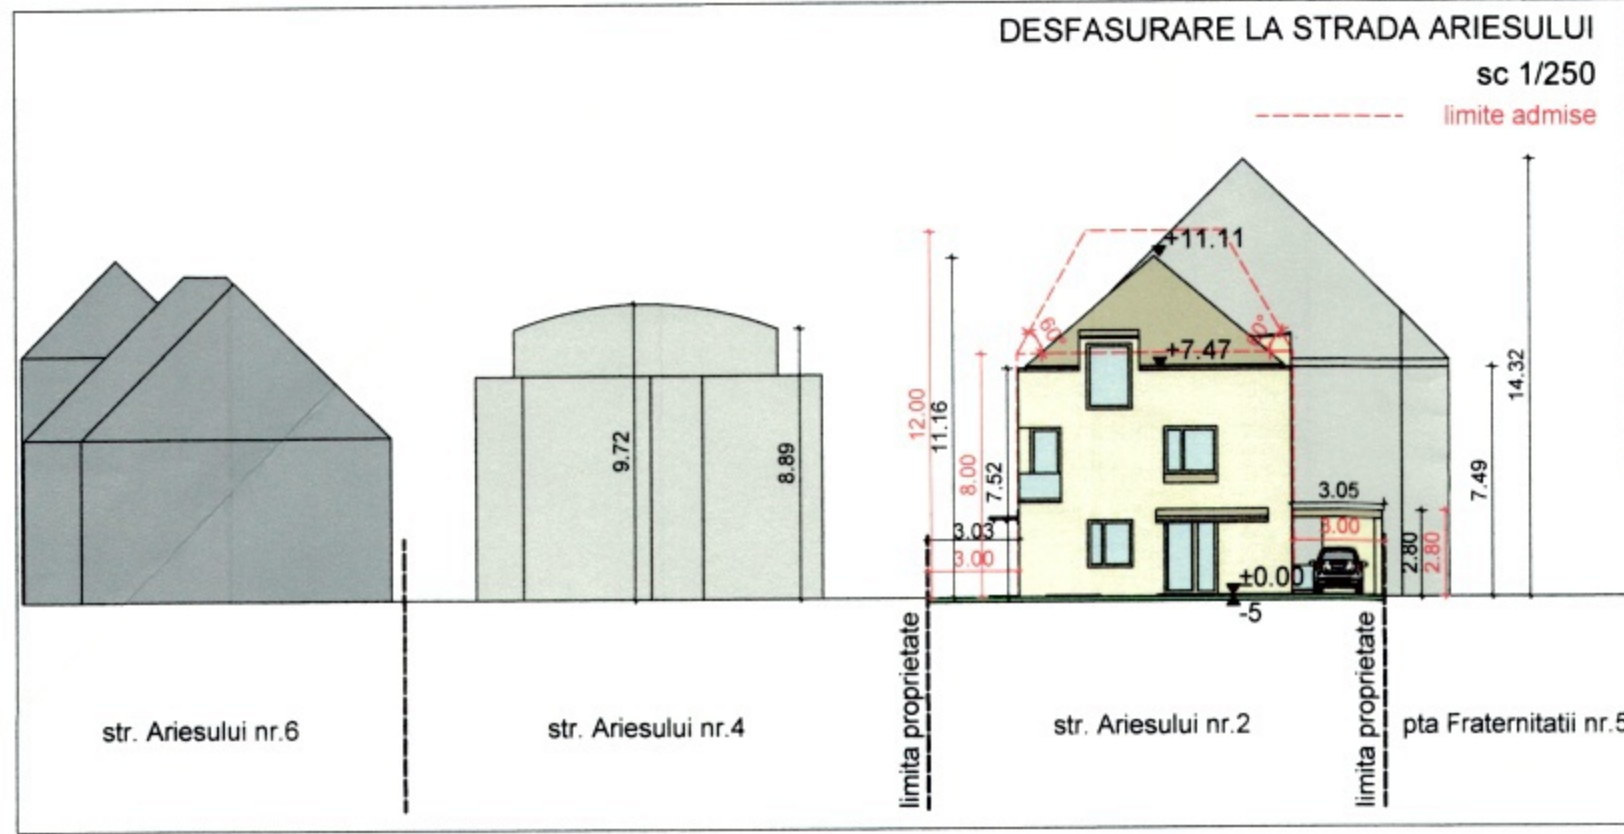 DESFASURARE LA STRADA ARIESULUI
sc 1/250
limite admise
+11.11
60°
60°
+7.47
12.00
11.16
8.00
7.52
9.72
8.89
14.32
7.49
3.05
3.00
2.80
2.80
3.03
3.00
±0.00
-5
limita proprietate
limita proprietate
str. Ariesului nr.6
str. Ariesului nr.4
str. Ariesului nr.2
pta Fraternitatii nr.5